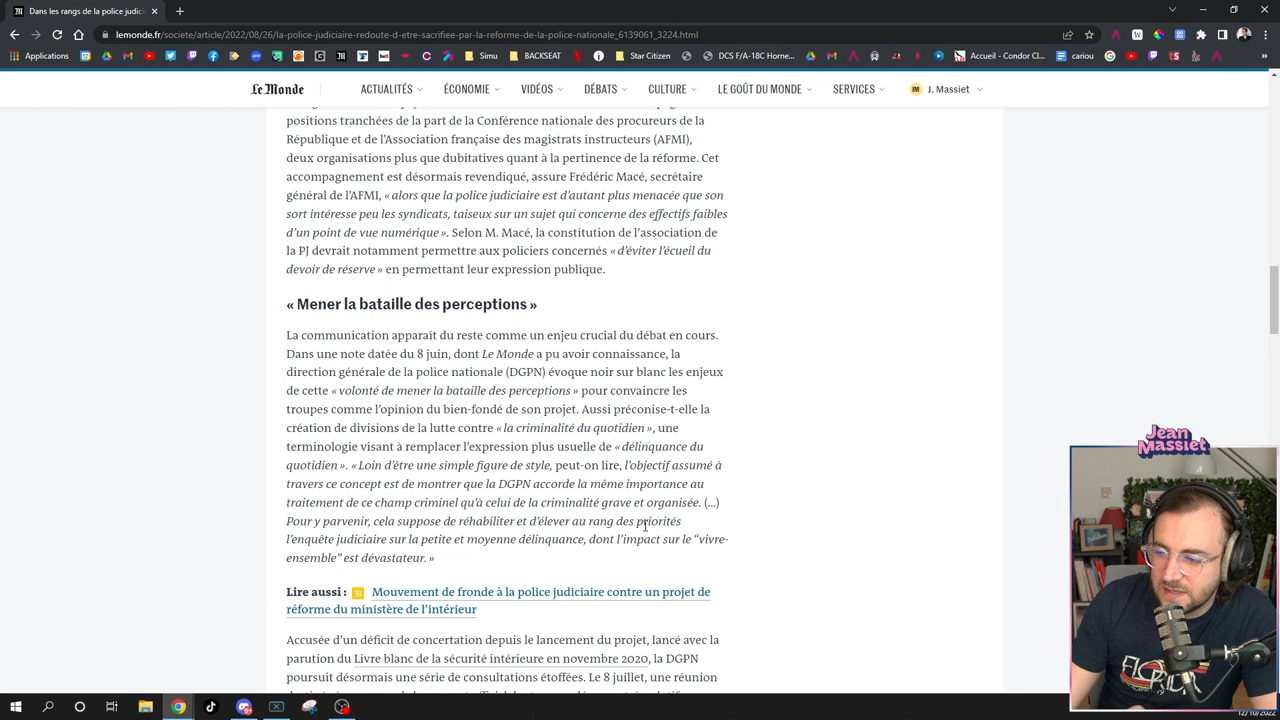 Dans les rangs de la police judici
lemonde.fr/societe/article/2022/08/26/la-police-judiciaire-redoute-d-etre-sacrifiee-par-la-reforme-de-la-police-nationale_6139061_3224.html
Applications Simu BACKSEAT Star Citizen DCS F/A-18C Horne... Accueil - Condor Cl... cariou
Le Monde ACTUALITÉS ÉCONOMIE VIDÉOS DÉBATS CULTURE LE GOÛT DU MONDE SERVICES JM J. Massiet
positions tranchées de la part de la Conférence nationale des procureurs de la
République et de l’Association française des magistrats instructeurs (AFMI),
deux organisations plus que dubitatives quant à la pertinence de la réforme. Cet
accompagnement est désormais revendiqué, assure Frédéric Macé, secrétaire
général de l’AFMI, « alors que la police judiciaire est d’autant plus menacée que son
sort intéresse peu les syndicats, taiseux sur un sujet qui concerne des effectifs faibles
d’un point de vue numérique ». Selon M. Macé, la constitution de l’association de
la PJ devrait notamment permettre aux policiers concernés « d’éviter l’écueil du
devoir de réserve » en permettant leur expression publique.
« Mener la bataille des perceptions »
La communication apparaît du reste comme un enjeu crucial du débat en cours.
Dans une note datée du 8 juin, dont Le Monde a pu avoir connaissance, la
direction générale de la police nationale (DGPN) évoque noir sur blanc les enjeux
de cette « volonté de mener la bataille des perceptions » pour convaincre les
troupes comme l’opinion du bien-fondé de son projet. Aussi préconise-t-elle la
création de divisions de la lutte contre « la criminalité du quotidien », une
terminologie visant à remplacer l’expression plus usuelle de « délinquance du
quotidien ». « Loin d’être une simple figure de style, peut-on lire, l’objectif assumé à
travers ce concept est de montrer que la DGPN accorde la même importance au
traitement de ce champ criminel qu’à celui de la criminalité grave et organisée. (…)
Pour y parvenir, cela suppose de réhabiliter et d’élever au rang des priorités
l’enquête judiciaire sur la petite et moyenne délinquance, dont l’impact sur le “vivre-
ensemble” est dévastateur. »
Lire aussi : Mouvement de fronde à la police judiciaire contre un projet de
réforme du ministère de l’intérieur
Accusée d’un déficit de concertation depuis le lancement du projet, lancé avec la
parution du Livre blanc de la sécurité intérieure en novembre 2020, la DGPN
poursuit désormais une série de consultations étoffées. Le 8 juillet, une réunion
Jean
Massiet
FLORIDA
12/10/2022